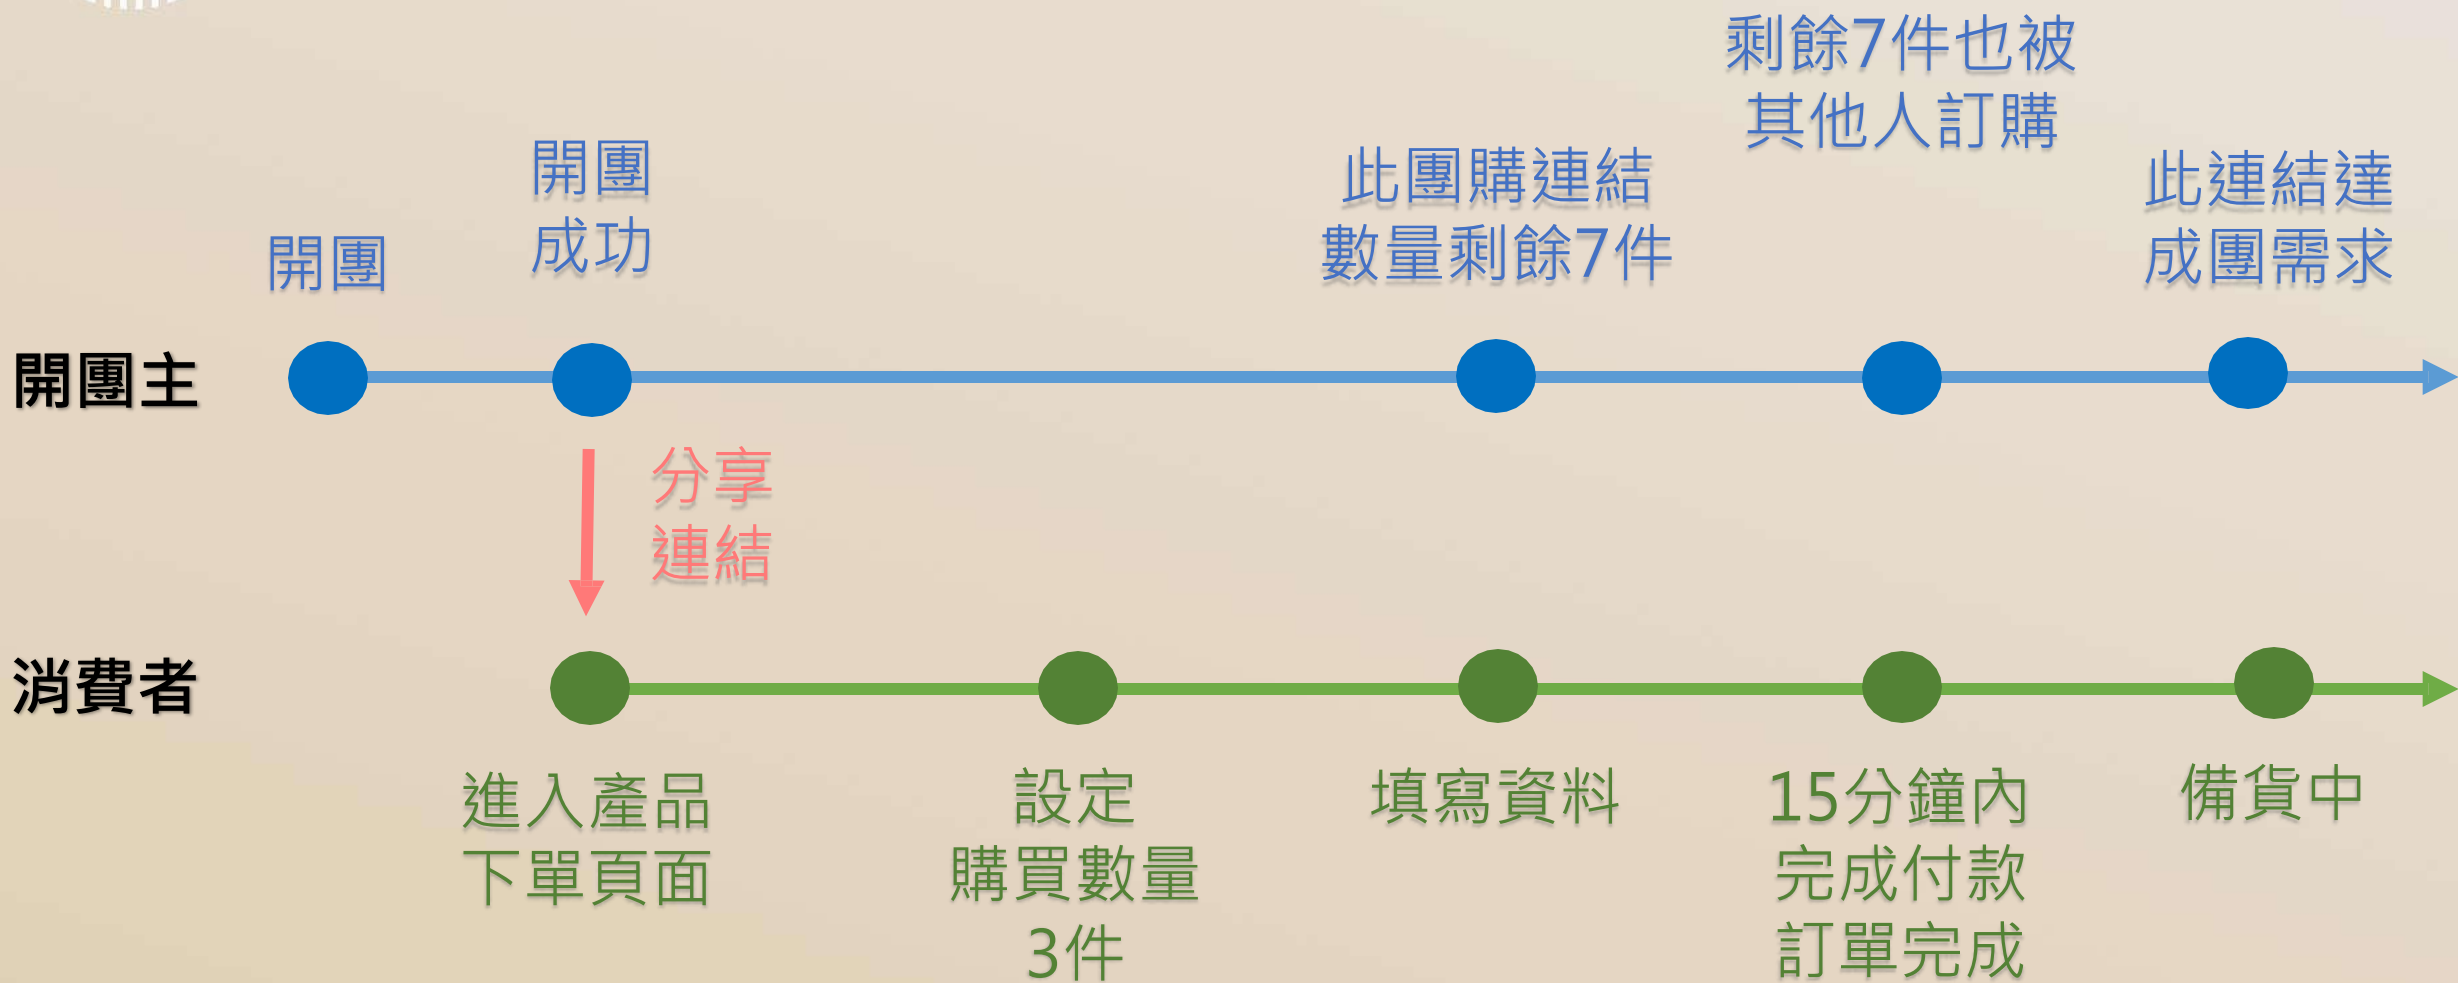 剩餘7件也被
其他人訂購
開團
成功
此團購連結
數量剩餘7件
此連結達
成團需求
開團
開團主
分享
連結
消費者
進入產品
下單頁面
設定
購買數量
3件
填寫資料
15分鐘內
完成付款
訂單完成
備貨中